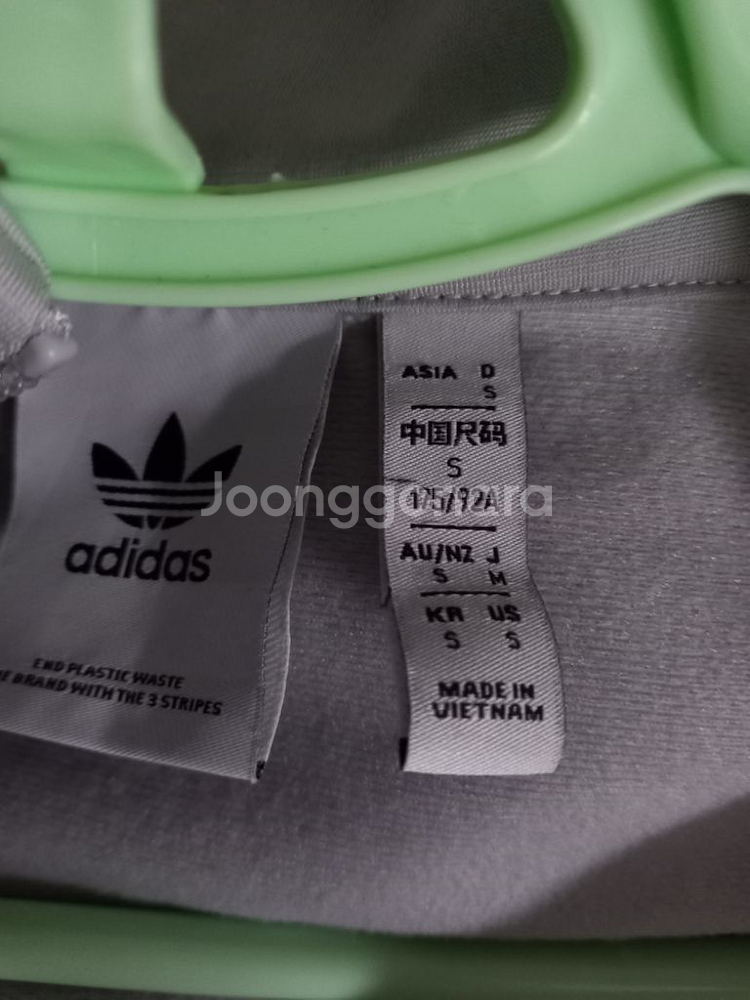 adidas
END PLASTIC WASTE
BRAND WITH THE 3 STRIPES
ASIA D
S
中国尺码
S
175/92A
AU/NZ J
S M
KR US
S S
MADE IN
VIETNAM
Joonggonara